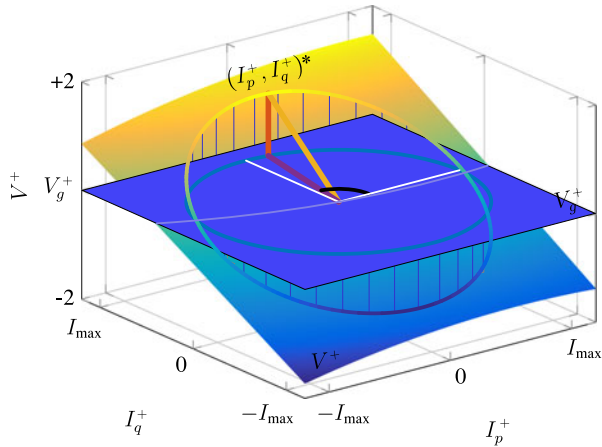 +2
(I_p^+, I_q^+)*
V^+
V_g^+
V_g^+
-2
I_max
V^+
I_max
0
0
−I_max
−I_max
I_q^+
I_p^+